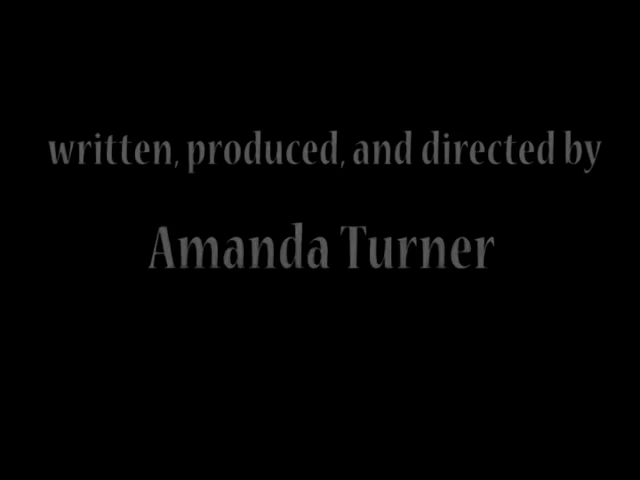 written, produced, and directed by
Amanda Turner